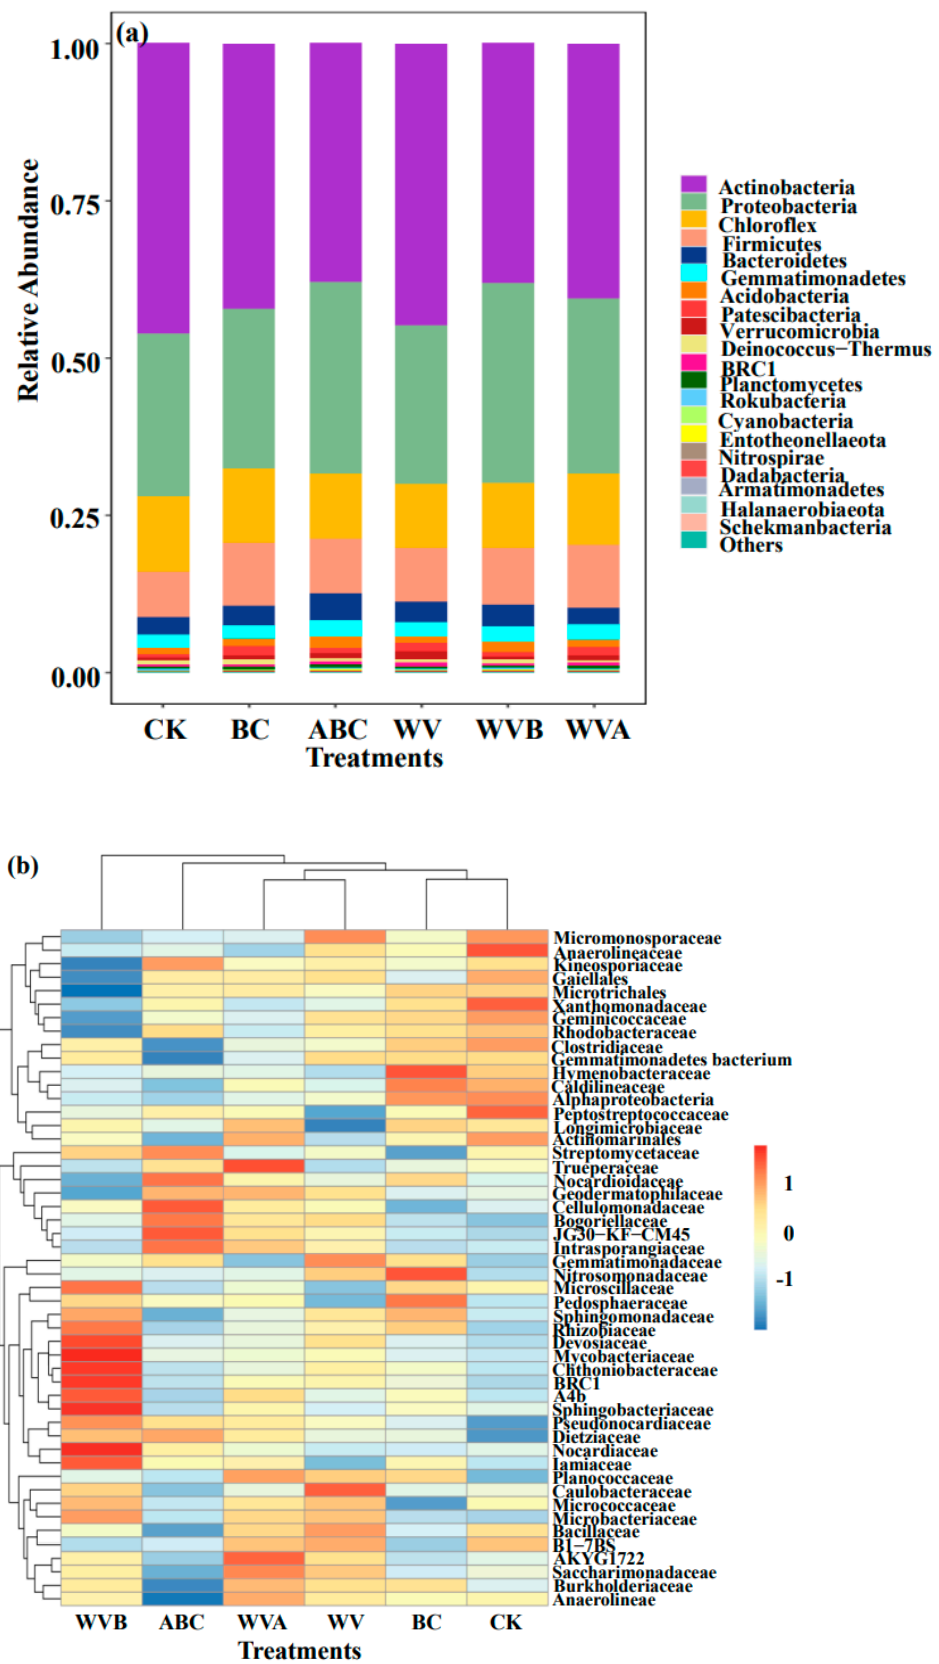 (a)
1.00
0.75
0.50
0.25
0.00
Relative Abundance
CK BC ABC WV WVB WVA
Treatments
Actinobacteria
Proteobacteria
Chloroflex
Firmicutes
Bacteroidetes
Gemmatimonadetes
Acidobacteria
Patescibacteria
Verrucomicrobia
Deinococcus−Thermus
BRC1
Planctomycetes
Rokubacteria
Cyanobacteria
Entotheonellaeota
Nitrospirae
Dadabacteria
Armatimonadetes
Halanaerobiaeota
Schekmanbacteria
Others
(b)
Micromonosporaceae
Anaerolineaceae
Kineosporiaceae
Gaiellales
Microtrichales
Xanthomonadaceae
Geminicoccaceae
Rhodobacteraceae
Clostridiaceae
Gemmatimonadetes bacterium
Hymenobacteraceae
Caldilineaceae
Alphaproteobacteria
Peptostreptococcaceae
Longimicrobiaceae
Actinomarinales
Streptomycetaceae
Trueperaceae
Nocardioidaceae
Geodermatophilaceae
Cellulomonadaceae
Bogoriellaceae
JG30−KF−CM45
Intrasporangiaceae
Gemmatimonadaceae
Nitrosomonadaceae
Microscillaceae
Pedosphaeraceae
Sphingomonadaceae
Rhizobiaceae
Devosiaceae
Mycobacteriaceae
Chthoniobacteraceae
BRC1
A4b
Sphingobacteriaceae
Pseudonocardiaceae
Dietziaceae
Nocardiaceae
Iamiaceae
Planococcaceae
Caulobacteraceae
Micrococcaceae
Microbacteriaceae
Bacillaceae
B1−7BS
AKYG1722
Saccharimonadaceae
Burkholderiaceae
Anaerolineae
1
0
-1
WVB ABC WVA WV BC CK
Treatments